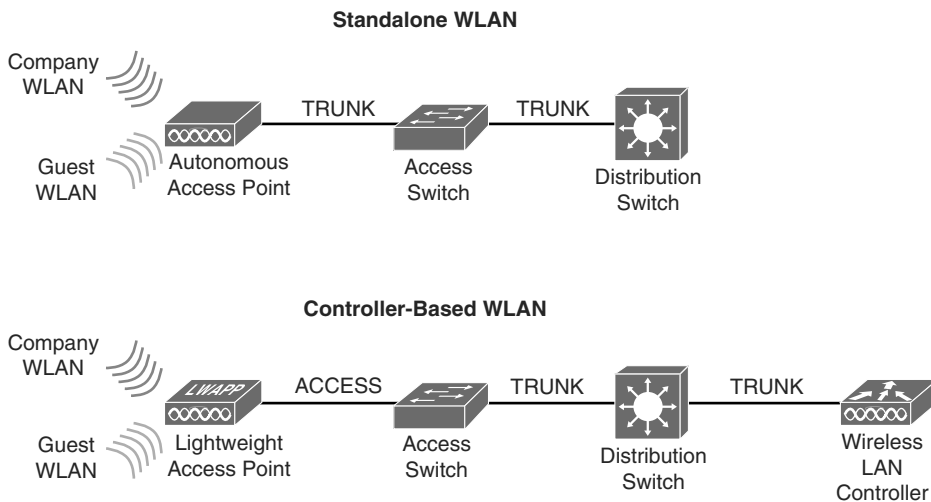 Standalone WLAN
Company
WLAN
Guest
WLAN
Autonomous
Access Point
TRUNK
Access
Switch
TRUNK
Distribution
Switch
Controller-Based WLAN
Company
WLAN
Guest
WLAN
LWAPP
Lightweight
Access Point
ACCESS
Access
Switch
TRUNK
Distribution
Switch
TRUNK
Wireless
LAN
Controller